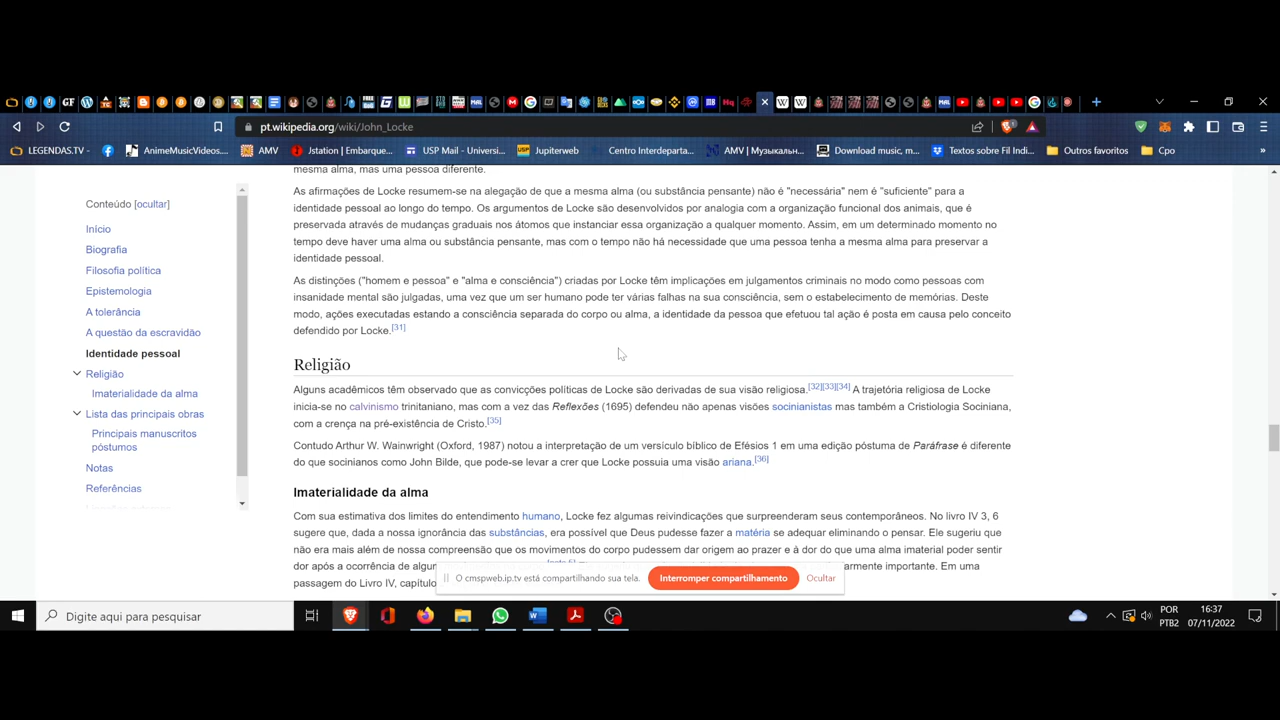 pt.wikipedia.org/wiki/John_Locke
LEGENDAS.TV -
AnimeMusicVideos...
AMV
Jstation | Embarque...
USP Mail - Universi...
Jupiterweb
Centro Interdeparta...
AMV | Музыкальн...
Download music, m...
Textos sobre Fil Indi...
Outros favoritos
Cpo
Conteúdo [ocultar]
Início
Biografia
Filosofia política
Epistemologia
A tolerância
A questão da escravidão
Identidade pessoal
Religião
Imaterialidade da alma
Lista das principais obras
Principais manuscritos
póstumos
Notas
Referências
mesma alma, mas uma pessoa diferente.
As afirmações de Locke resumem-se na alegação de que a mesma alma (ou substância pensante) não é "necessária" nem é "suficiente" para a
identidade pessoal ao longo do tempo. Os argumentos de Locke são desenvolvidos por analogia com a organização funcional dos animais, que é
preservada através de mudanças graduais nos átomos que instanciar essa organização a qualquer momento. Assim, em um determinado momento no
tempo deve haver uma alma ou substância pensante, mas com o tempo não há necessidade que uma pessoa tenha a mesma alma para preservar a
identidade pessoal.
As distinções ("homem e pessoa" e "alma e consciência") criadas por Locke têm implicações em julgamentos criminais no modo como pessoas com
insanidade mental são julgadas, uma vez que um ser humano pode ter várias falhas na sua consciência, sem o estabelecimento de memórias. Deste
modo, ações executadas estando a consciência separada do corpo ou alma, a identidade da pessoa que efetuou tal ação é posta em causa pelo conceito
defendido por Locke.[31]
Religião
Alguns acadêmicos têm observado que as convicções políticas de Locke são derivadas de sua visão religiosa.[32][33][34] A trajetória religiosa de Locke
inicia-se no calvinismo trinitaniano, mas com a vez das Reflexões (1695) defendeu não apenas visões socinianistas mas também a Cristiologia Sociniana,
com a crença na pré-existência de Cristo.[35]
Contudo Arthur W. Wainwright (Oxford, 1987) notou a interpretação de um versículo bíblico de Efésios 1 em uma edição póstuma de Paráfrase é diferente
do que socinianos como John Bilde, que pode-se levar a crer que Locke possuia uma visão ariana.[36]
Imaterialidade da alma
Com sua estimativa dos limites do entendimento humano, Locke fez algumas reivindicações que surpreenderam seus contemporâneos. No livro IV 3, 6
sugere que, dada a nossa ignorância das substâncias, era possível que Deus pudesse fazer a matéria se adequar eliminando o pensar. Ele sugeriu que
não era mais além de nossa compreensão que os movimentos do corpo pudessem dar origem ao prazer e à dor do que uma alma imaterial poder sentir
dor após a ocorrência de algun armente importante. Em uma
passagem do Livro IV, capítulo
O cmspweb.ip.tv está compartilhando sua tela.
Interromper compartilhamento
Ocultar
Digite aqui para pesquisar
POR
PTB2
16:37
07/11/2022